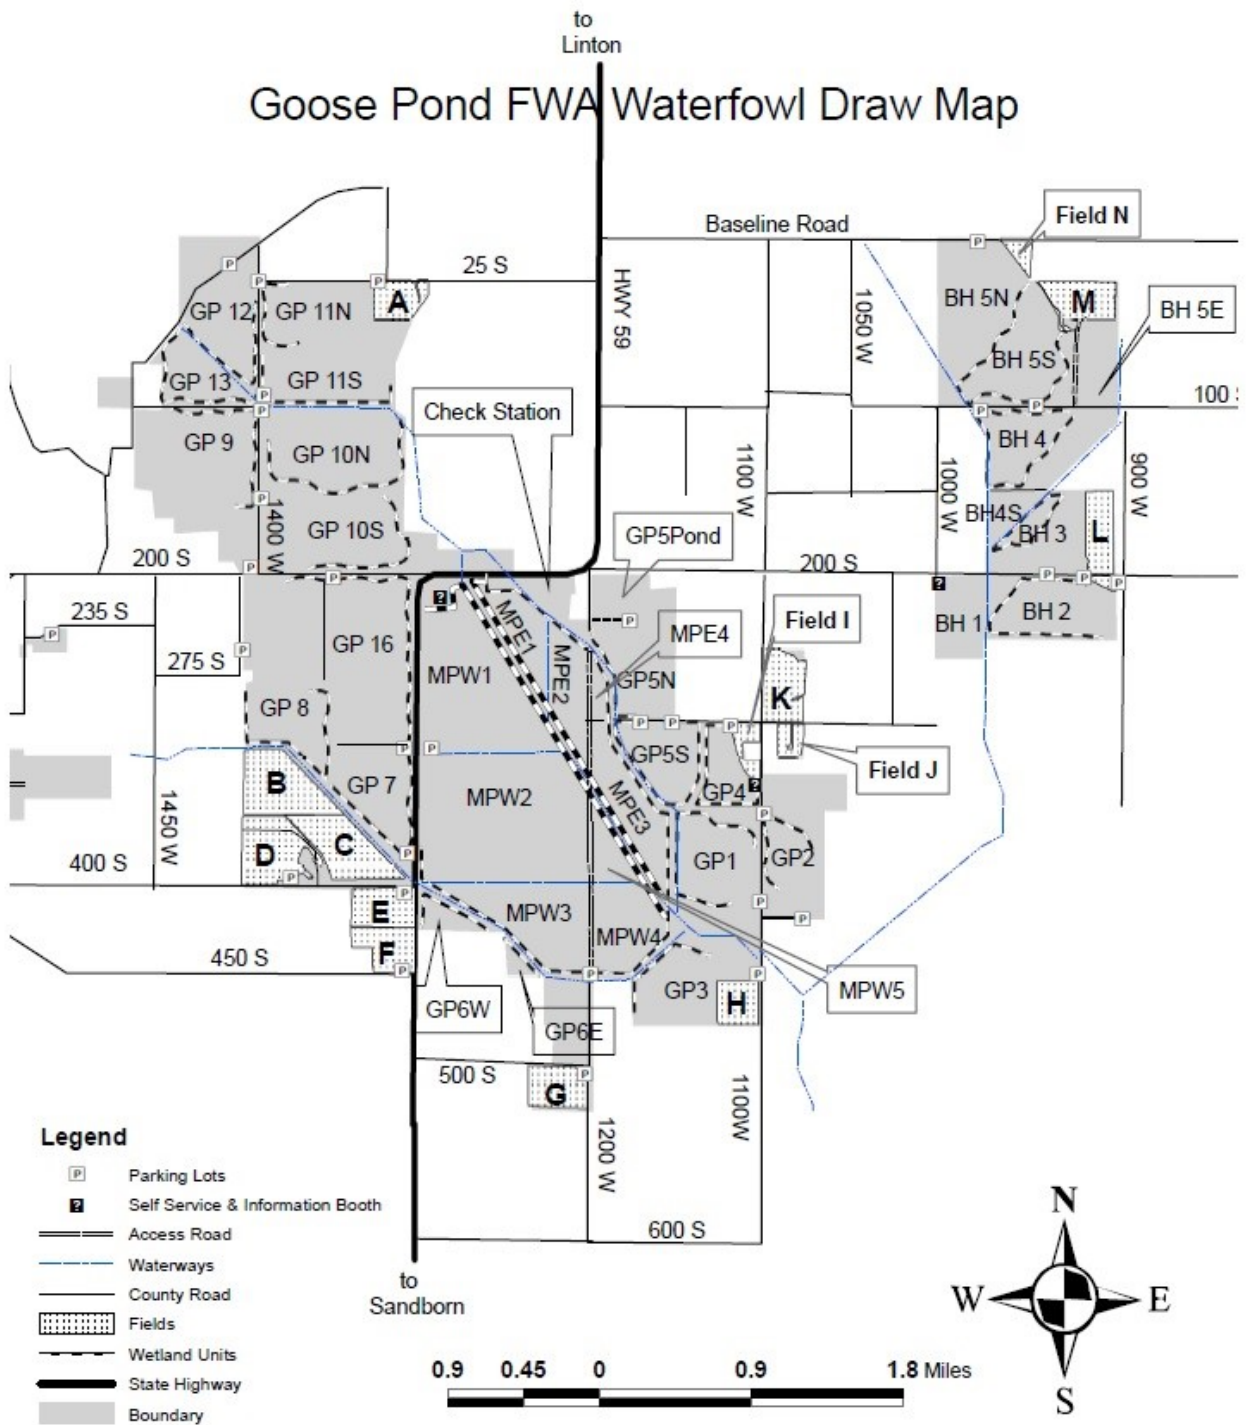 to
Linton
Goose Pond FWA Waterfowl Draw Map
Baseline Road
Field N
25 S
HWY 59
1050 W
BH 5N
M
BH 5E
GP 12
GP 11N
A
BH 5S
GP 13
GP 11S
100
Check Station
GP 9
GP 10N
BH 4
1100 W
1000 W
900 W
1400 W
GP 10S
GP5Pond
BH4S
BH 3
L
200 S
200 S
235 S
MPE1
Field I
BH 1
BH 2
GP 16
MPE4
275 S
MPW1
MPE2
GP5N
K
GP 8
GP5S
J
Field J
B
GP 7
MPW2
MPE3
GP4
1450 W
C
D
400 S
GP1
GP2
E
MPW3
MPW4
F
450 S
GP3
MPW5
H
GP6W
GP6E
500 S
G
1100W
1200 W
600 S
Legend
P Parking Lots
? Self Service & Information Booth
Access Road
Waterways
County Road
Fields
Wetland Units
State Highway
Boundary
to
Sandborn
N
W E
S
0.9 0.45 0 0.9 1.8 Miles